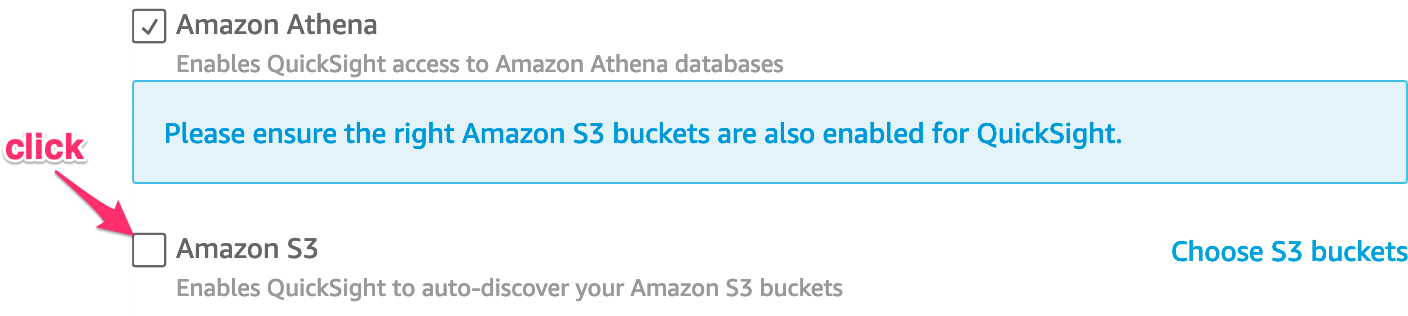 Amazon Athena
Enables QuickSight access to Amazon Athena databases
Please ensure the right Amazon S3 buckets are also enabled for QuickSight.
click
Amazon S3
Choose S3 buckets
Enables QuickSight to auto-discover your Amazon S3 buckets